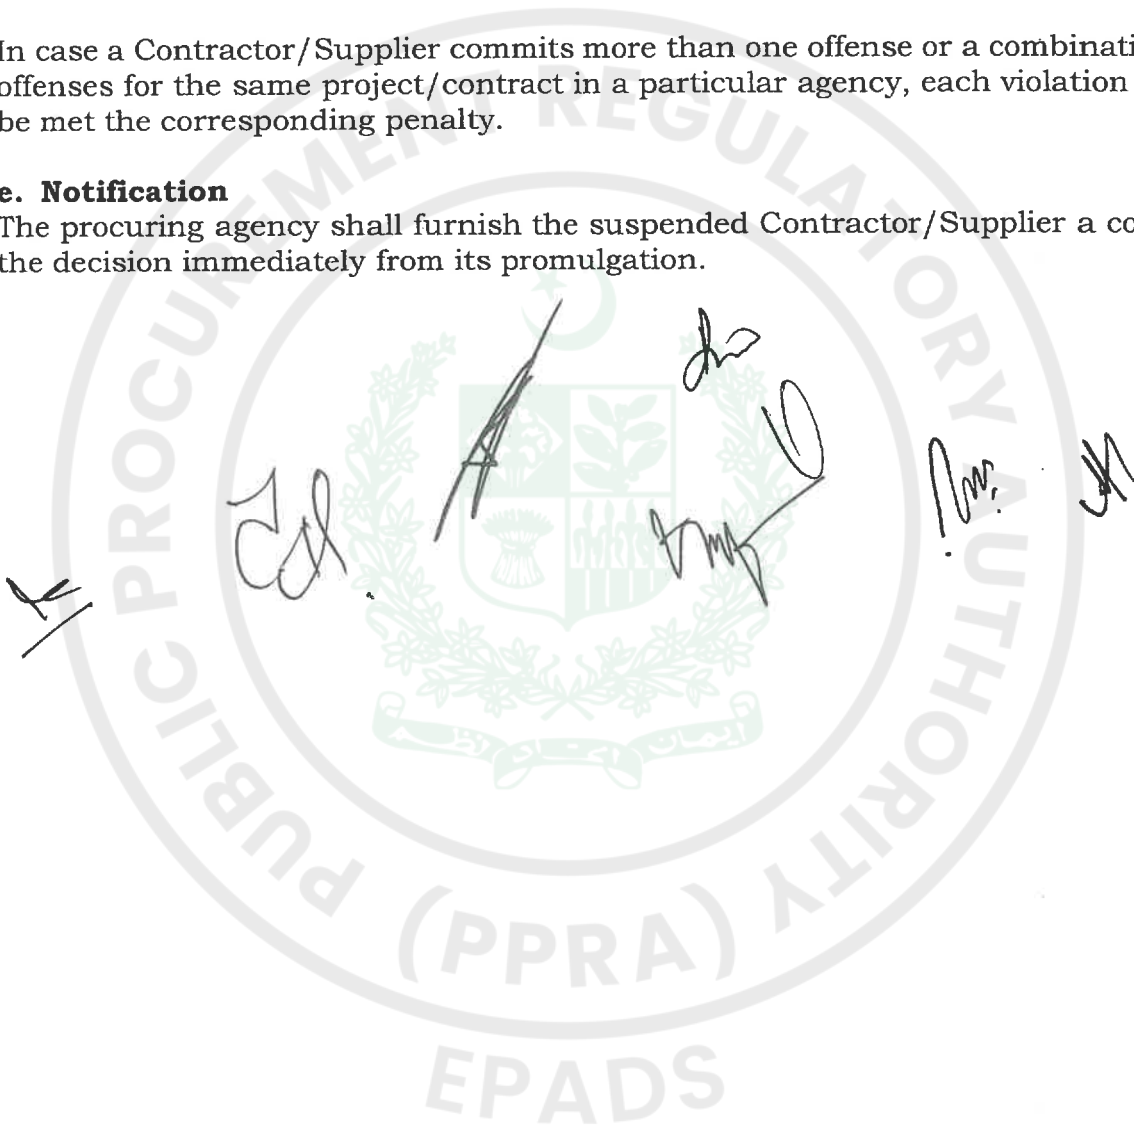 In case a Contractor/Supplier commits more than one offense or a combinati
offenses for the same project/contract in a particular agency, each violation
be met the corresponding penalty.
e. Notification
The procuring agency shall furnish the suspended Contractor/Supplier a co
the decision immediately from its promulgation.
PUBLIC PROCUREMENT REGULATORY AUTHORITY
(PPRA)
EPADS